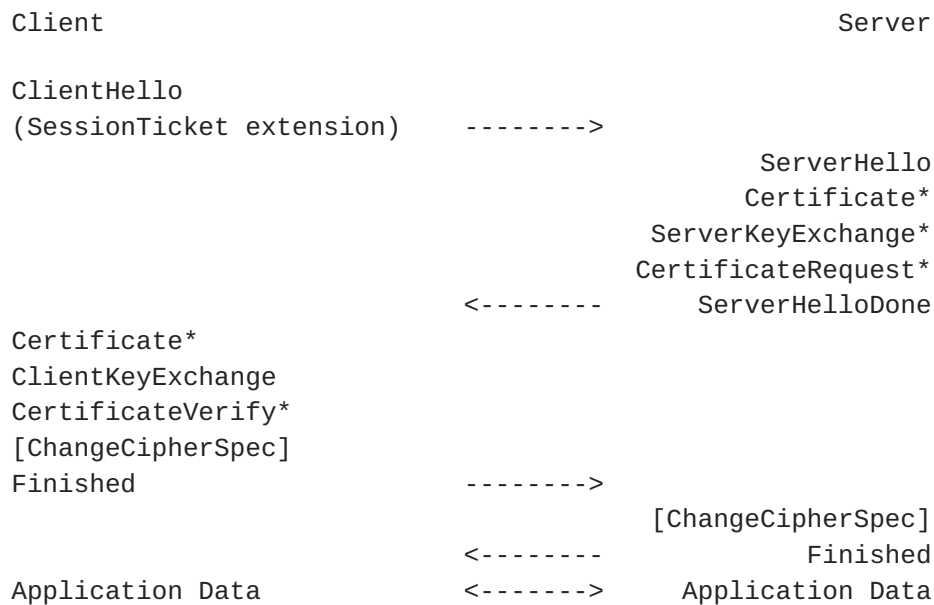 Client                                               Server

ClientHello
(SessionTicket extension)    -------->
                                                ServerHello
                                               Certificate*
                                         ServerKeyExchange*
                                        CertificateRequest*
                             <--------      ServerHelloDone
Certificate*
ClientKeyExchange
CertificateVerify*
[ChangeCipherSpec]
Finished                     -------->
                                         [ChangeCipherSpec]
                             <--------             Finished
Application Data             <------->     Application Data